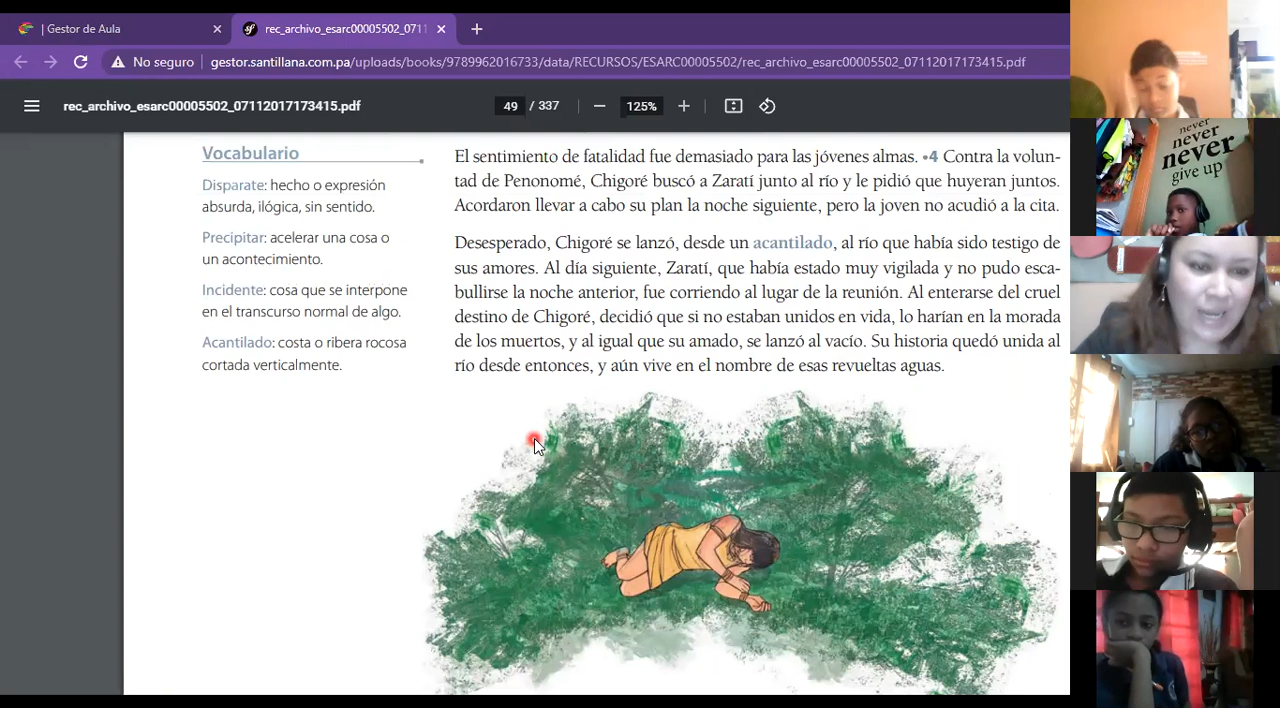 | Gestor de Aula
rec_archivo_esarc00005502_0711
No seguro
gestor.santillana.com.pa/uploads/books/9789962016733/data/RECURSOS/ESARC00005502/rec_archivo_esarc00005502_07112017173415.pdf
rec_archivo_esarc00005502_07112017173415.pdf
49 / 337
125%
Vocabulario
Disparate: hecho o expresión
absurda, ilógica, sin sentido.
Precipitar: acelerar una cosa o
un acontecimiento.
Incidente: cosa que se interpone
en el transcurso normal de algo.
Acantilado: costa o ribera rocosa
cortada verticalmente.
El sentimiento de fatalidad fue demasiado para las jóvenes almas. •4 Contra la volun-
tad de Penonomé, Chigoré buscó a Zaratí junto al río y le pidió que huyeran juntos.
Acordaron llevar a cabo su plan la noche siguiente, pero la joven no acudió a la cita.
Desesperado, Chigoré se lanzó, desde un acantilado, al río que había sido testigo de
sus amores. Al día siguiente, Zaratí, que había estado muy vigilada y no pudo esca-
bullirse la noche anterior, fue corriendo al lugar de la reunión. Al enterarse del cruel
destino de Chigoré, decidió que si no estaban unidos en vida, lo harían en la morada
de los muertos, y al igual que su amado, se lanzó al vacío. Su historia quedó unida al
río desde entonces, y aún vive en el nombre de esas revueltas aguas.
never
never
never
give up